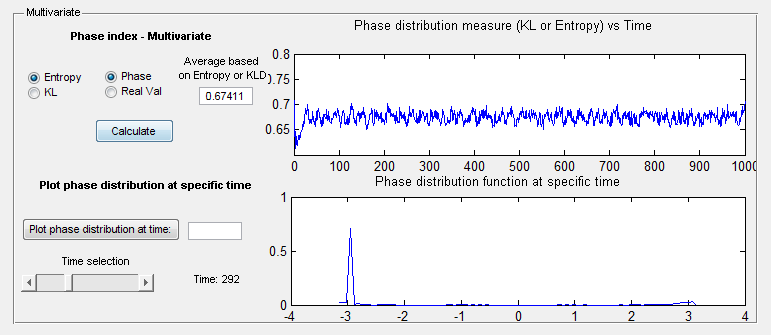 Multivariate
Phase index - Multivariate
Entropy
KL
Phase
Real Val
Average based
on Entropy or KLD
0.67411
Calculate
Phase distribution measure (KL or Entropy) vs Time
0.8
0.75
0.7
0.65
0 100 200 300 400 500 600 700 800 900 1000
Plot phase distribution at specific time
Plot phase distribution at time:
Time selection
Time: 292
Phase distribution function at specific time
1
0.5
0
-4 -3 -2 -1 0 1 2 3 4